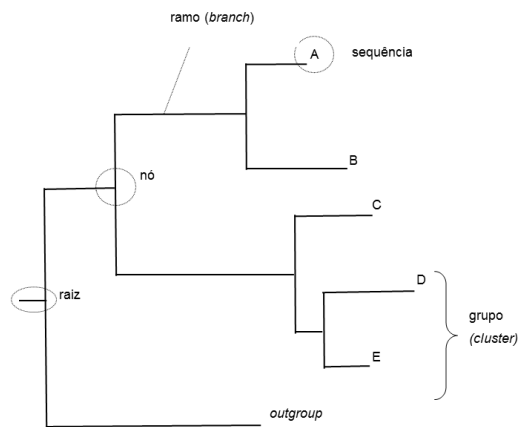 ramo (branch)
A
sequência
B
nó
C
D
raiz
grupo
(cluster)
E
outgroup